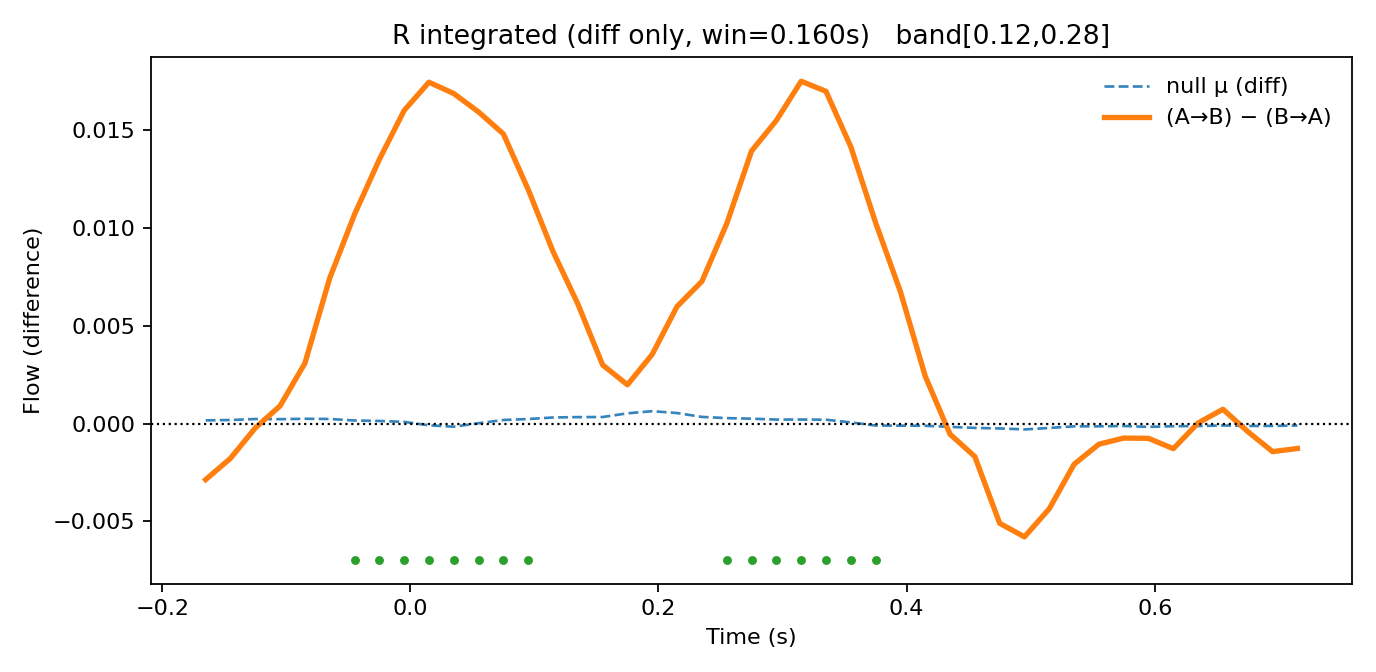 R integrated (diff only, win=0.160s)   band[0.12,0.28]
null μ (diff)
(A→B) − (B→A)
Flow (difference)
0.015
0.010
0.005
0.000
−0.005
−0.2
0.0
0.2
0.4
0.6
Time (s)